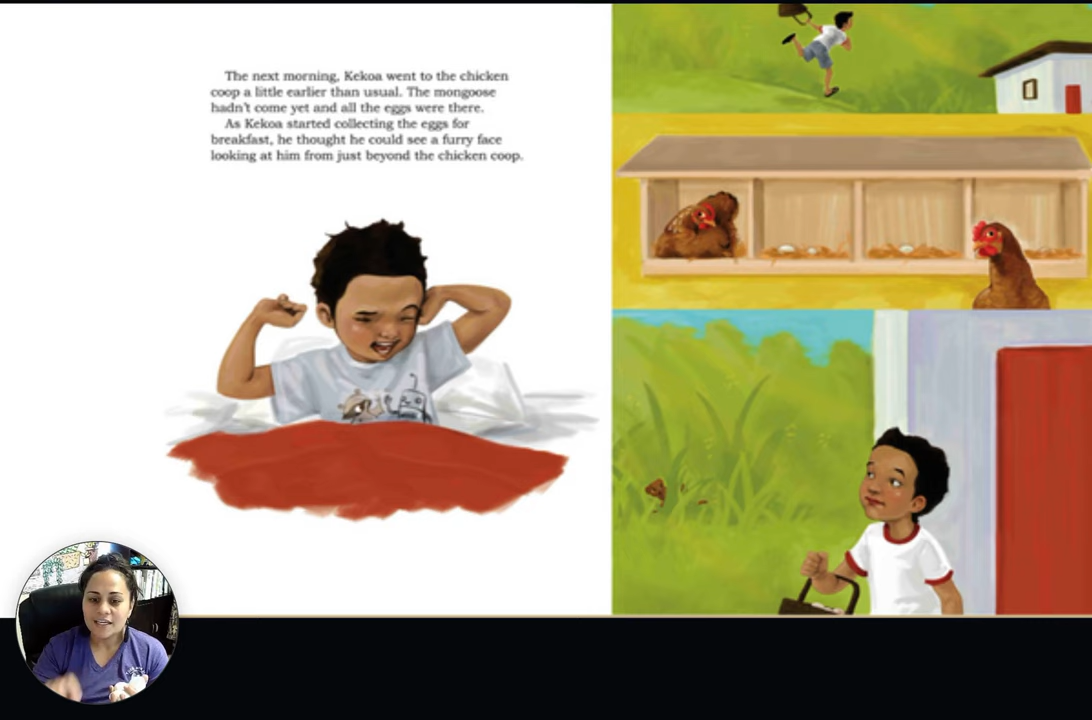 The next morning, Kekoa went to the chicken
coop a little earlier than usual. The mongoose
hadn't come yet and all the eggs were there.
As Kekoa started collecting the eggs for
breakfast, he thought he could see a furry face
looking at him from just beyond the chicken coop.